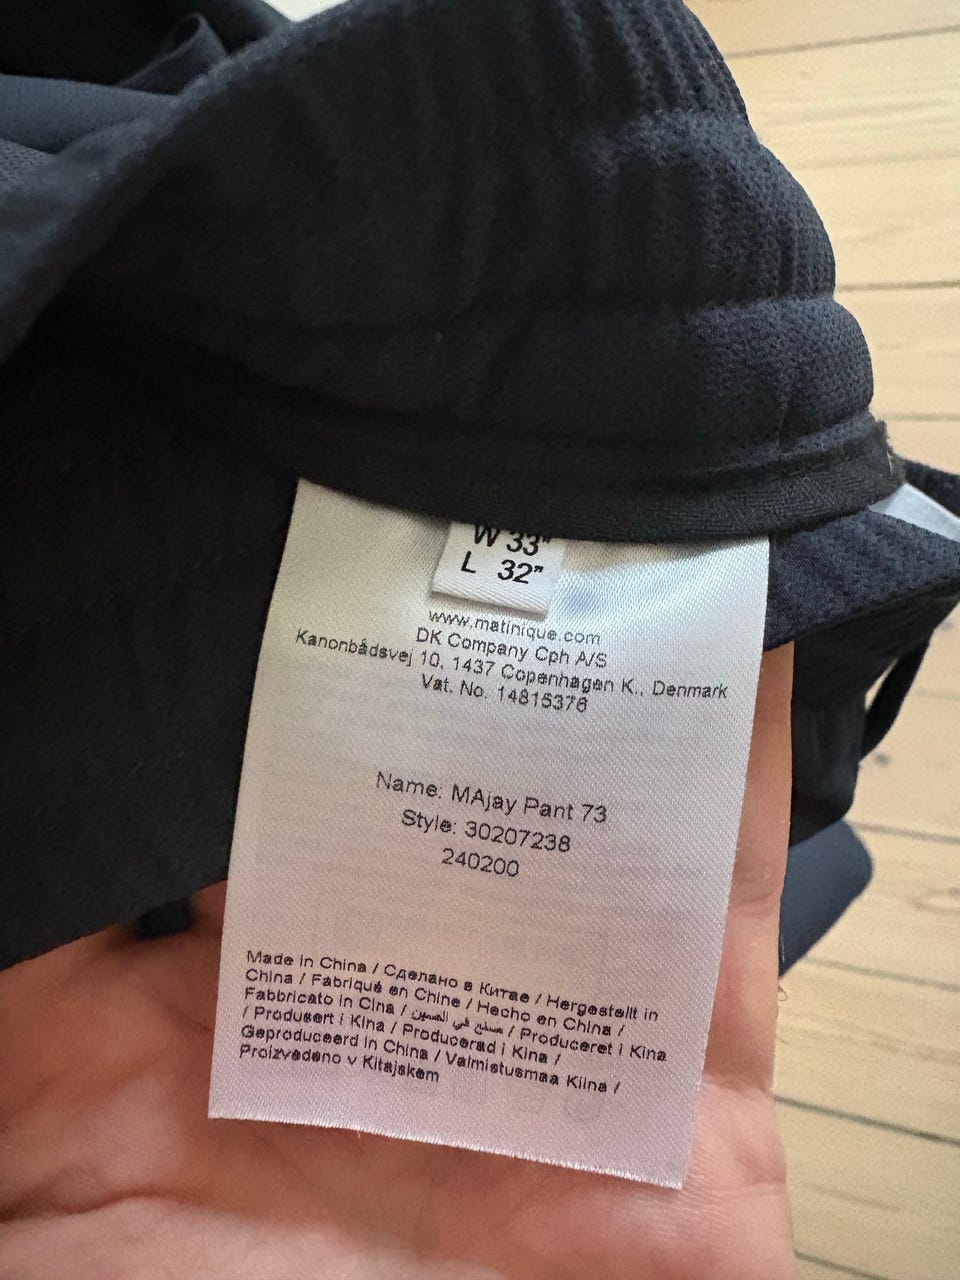 W 33"
L 32"
www.matinique.com
DK Company Cph A/S
Kanonbådsvej 10, 1437 Copenhagen K., Denmark
Vat. No. 14815376
Name: MAjay Pant 73
Style: 30207238
240200
Made in China / Сделано в Китае / Hergestellt in
China / Fabriqué en Chine / Hecho en China /
Fabbricato in Cina / صنع في الصين / Produceret i Kina
/ Produsert i Kina / Producerad i Kina /
Geproduceerd in China / Valmistusmaa Kiina /
Proizvedeno v Kitajskem